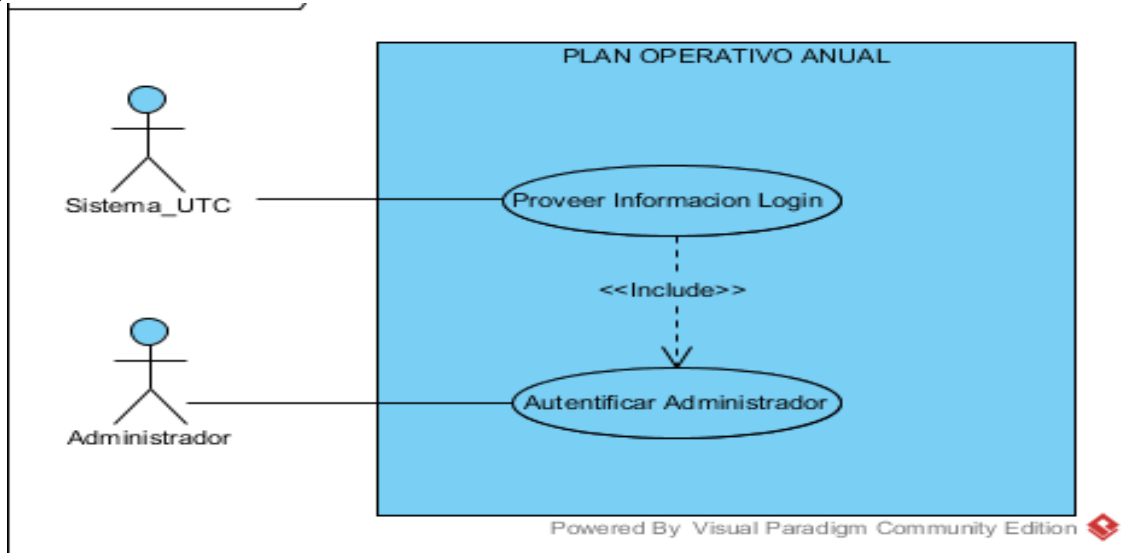 PLAN OPERATIVO ANUAL
Sistema_UTC
Proveer Informacion Login
<<Include>>
Autentificar Administrador
Administrador
Powered By Visual Paradigm Community Edition